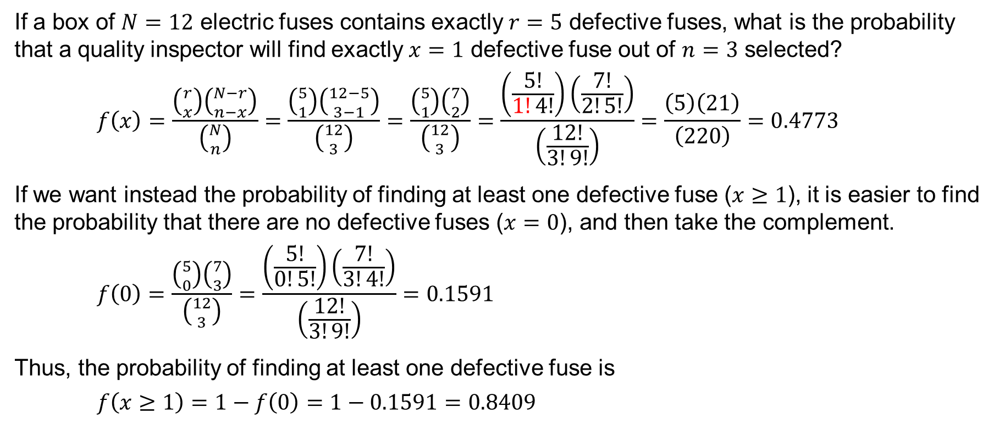 If a box of N = 12 electric fuses contains exactly r = 5 defective fuses, what is the probability
that a quality inspector will find exactly x = 1 defective fuse out of n = 3 selected?
f(x) = \frac{\binom{r}{x}\binom{N-r}{n-x}}{\binom{N}{n}} = \frac{\binom{5}{1}\binom{12-5}{3-1}}{\binom{12}{3}} = \frac{\binom{5}{1}\binom{7}{2}}{\binom{12}{3}} = \frac{\left(\frac{5!}{1! 4!}\right)\left(\frac{7!}{2! 5!}\right)}{\left(\frac{12!}{3! 9!}\right)} = \frac{(5)(21)}{(220)} = 0.4773
If we want instead the probability of finding at least one defective fuse (x ≥ 1), it is easier to find
the probability that there are no defective fuses (x = 0), and then take the complement.
f(0) = \frac{\binom{5}{0}\binom{7}{3}}{\binom{12}{3}} = \frac{\left(\frac{5!}{0! 5!}\right)\left(\frac{7!}{3! 4!}\right)}{\left(\frac{12!}{3! 9!}\right)} = 0.1591
Thus, the probability of finding at least one defective fuse is
f(x ≥ 1) = 1 − f(0) = 1 − 0.1591 = 0.8409